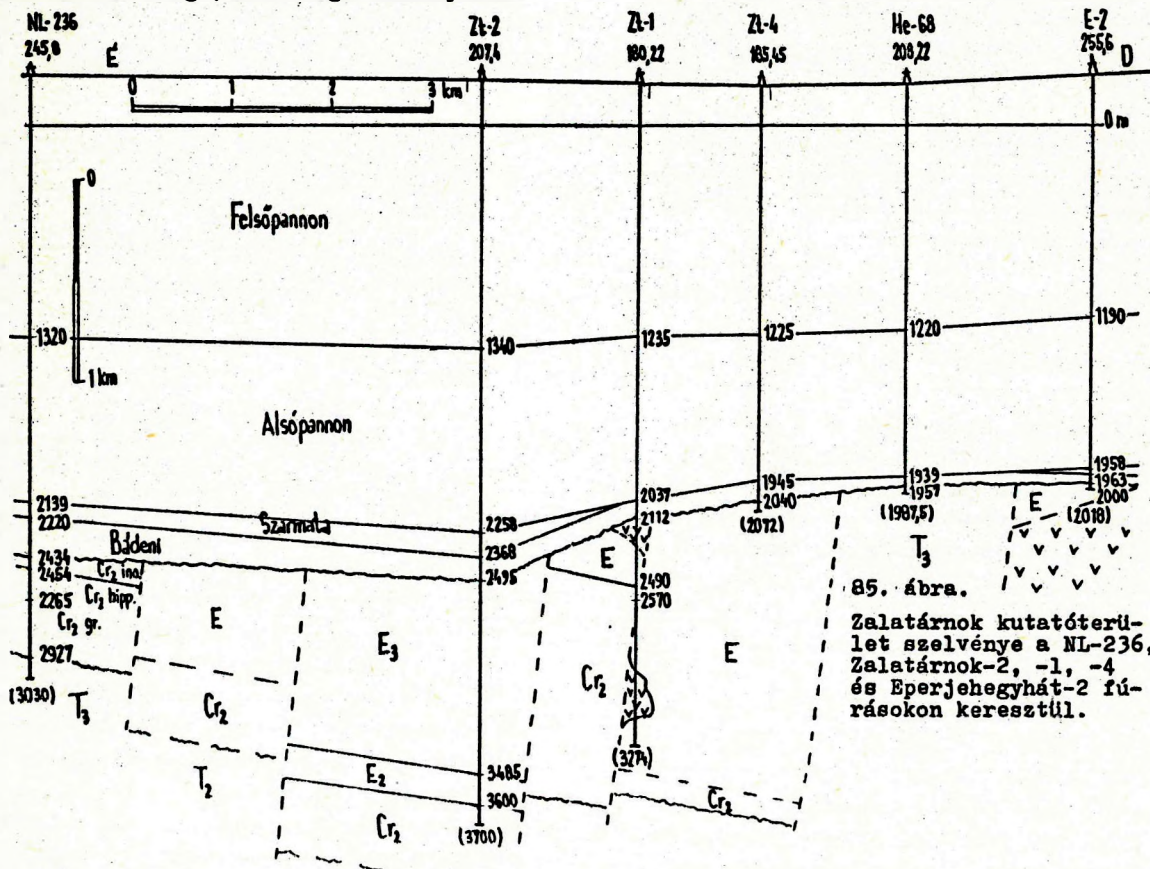 NL-236
245,8
É
Zt-2
207,4
Zt-1
180,22
Zt-4
185,45
He-68
208,22
E-2
255,6
D
0 1 2 3 km
0 m
0
1 km
Felsőpannon
1320
1340
1235
1225
1220
1190
Alsópannon
2139
2220
2434
2454
2265
2927
(3030)
Szarmata
Bádeni
Cr₂ ino.
Cr₂ hipp.
Cr₂ gr.
T₃
E
Cr₂
T₂
E₃
E₂
Cr₂
2258
2368
2495
3485
3600
(3700)
2037
2112
E
2490
2570
Cr₂
(3274)
1945
2040
(2072)
E
Cr₂
1939
1957
(1987,5)
T₃
1958
1963
2000
(2018)
E
85. ábra.
Zalatárnok kutatóterü-
let szelvénye a NL-236,
Zalatárnok-2, -1, -4
és Eperjehegyhát-2 fú-
rásokon keresztül.